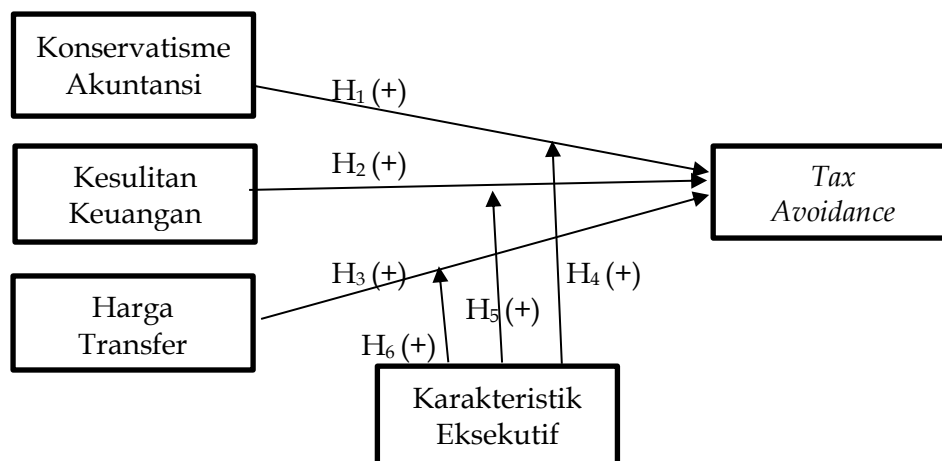 Konservatisme
Akuntansi
H₁ (+)
Kesulitan
Keuangan
H₂ (+)
Tax
Avoidance
Harga
Transfer
H₃ (+)
H₄ (+)
H₅ (+)
H₆ (+)
Karakteristik
Eksekutif